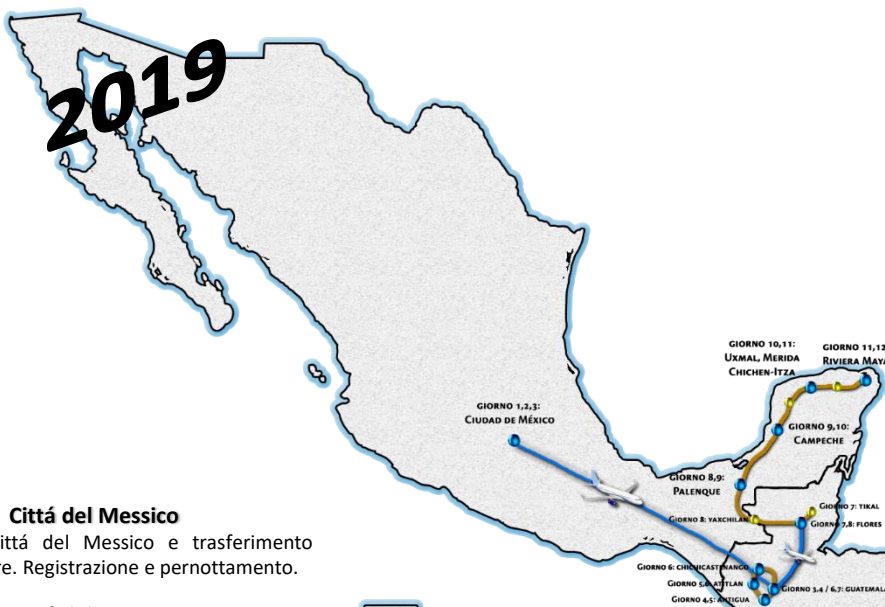 2019
GIORNO 10,11:
UXMAL, MERIDA
CHICHEN-ITZA
GIORNO 11,12
RIVIERA MAYA
GIORNO 1,2,3:
CIUDAD DE MÉXICO
GIORNO 9,10:
CAMPECHE
GIORNO 8,9:
PALENQUE
GIORNO 7: TIKAL
GIORNO 8: YAXCHILAN
GIORNO 7,8: FLORES
GIORNO 6: CHICHICASTENANGO
GIORNO 5,6: ATITLAN
GIORNO 3,4 / 6,7: GUATEMALA
GIORNO 4,5: ANTIGUA
Cittá del Messico
ittá del Messico e trasferimento
re. Registrazione e pernottamento.